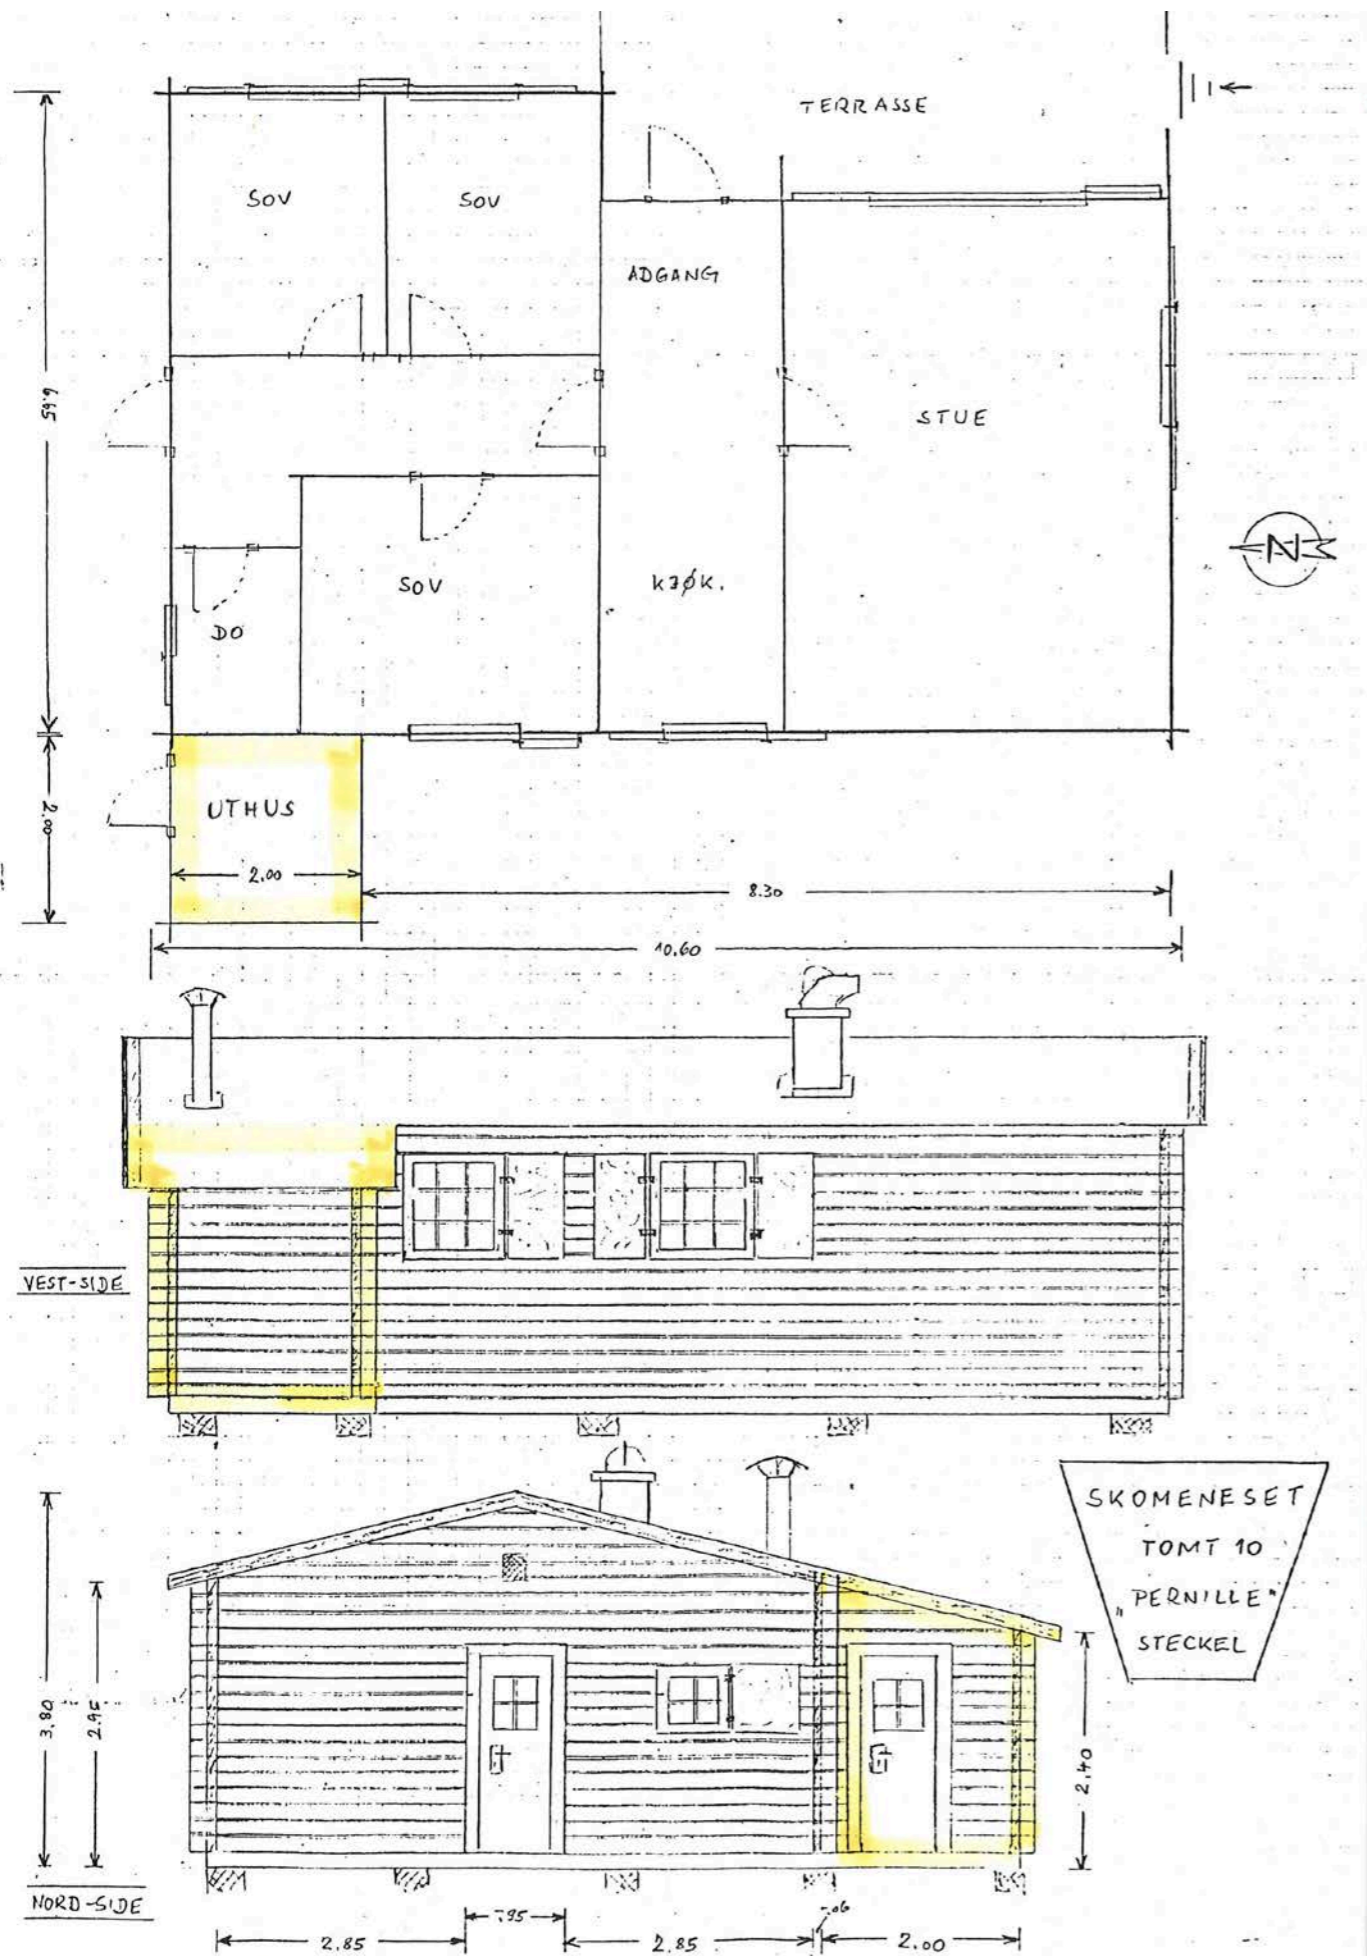 TERRASSE
SOV
SOV
ADGANG
6.65
STUE
N
SOV
KJØK.
DO
UTHUS
2.00
2.00
8.30
10.60
VEST-SIDE
SKOMENESET
TOMT 10
"PERNILLE"
STECKEL
3.80
2.95
2.40
NORD-SIDE
-.95
-.06
2.85
2.85
2.00